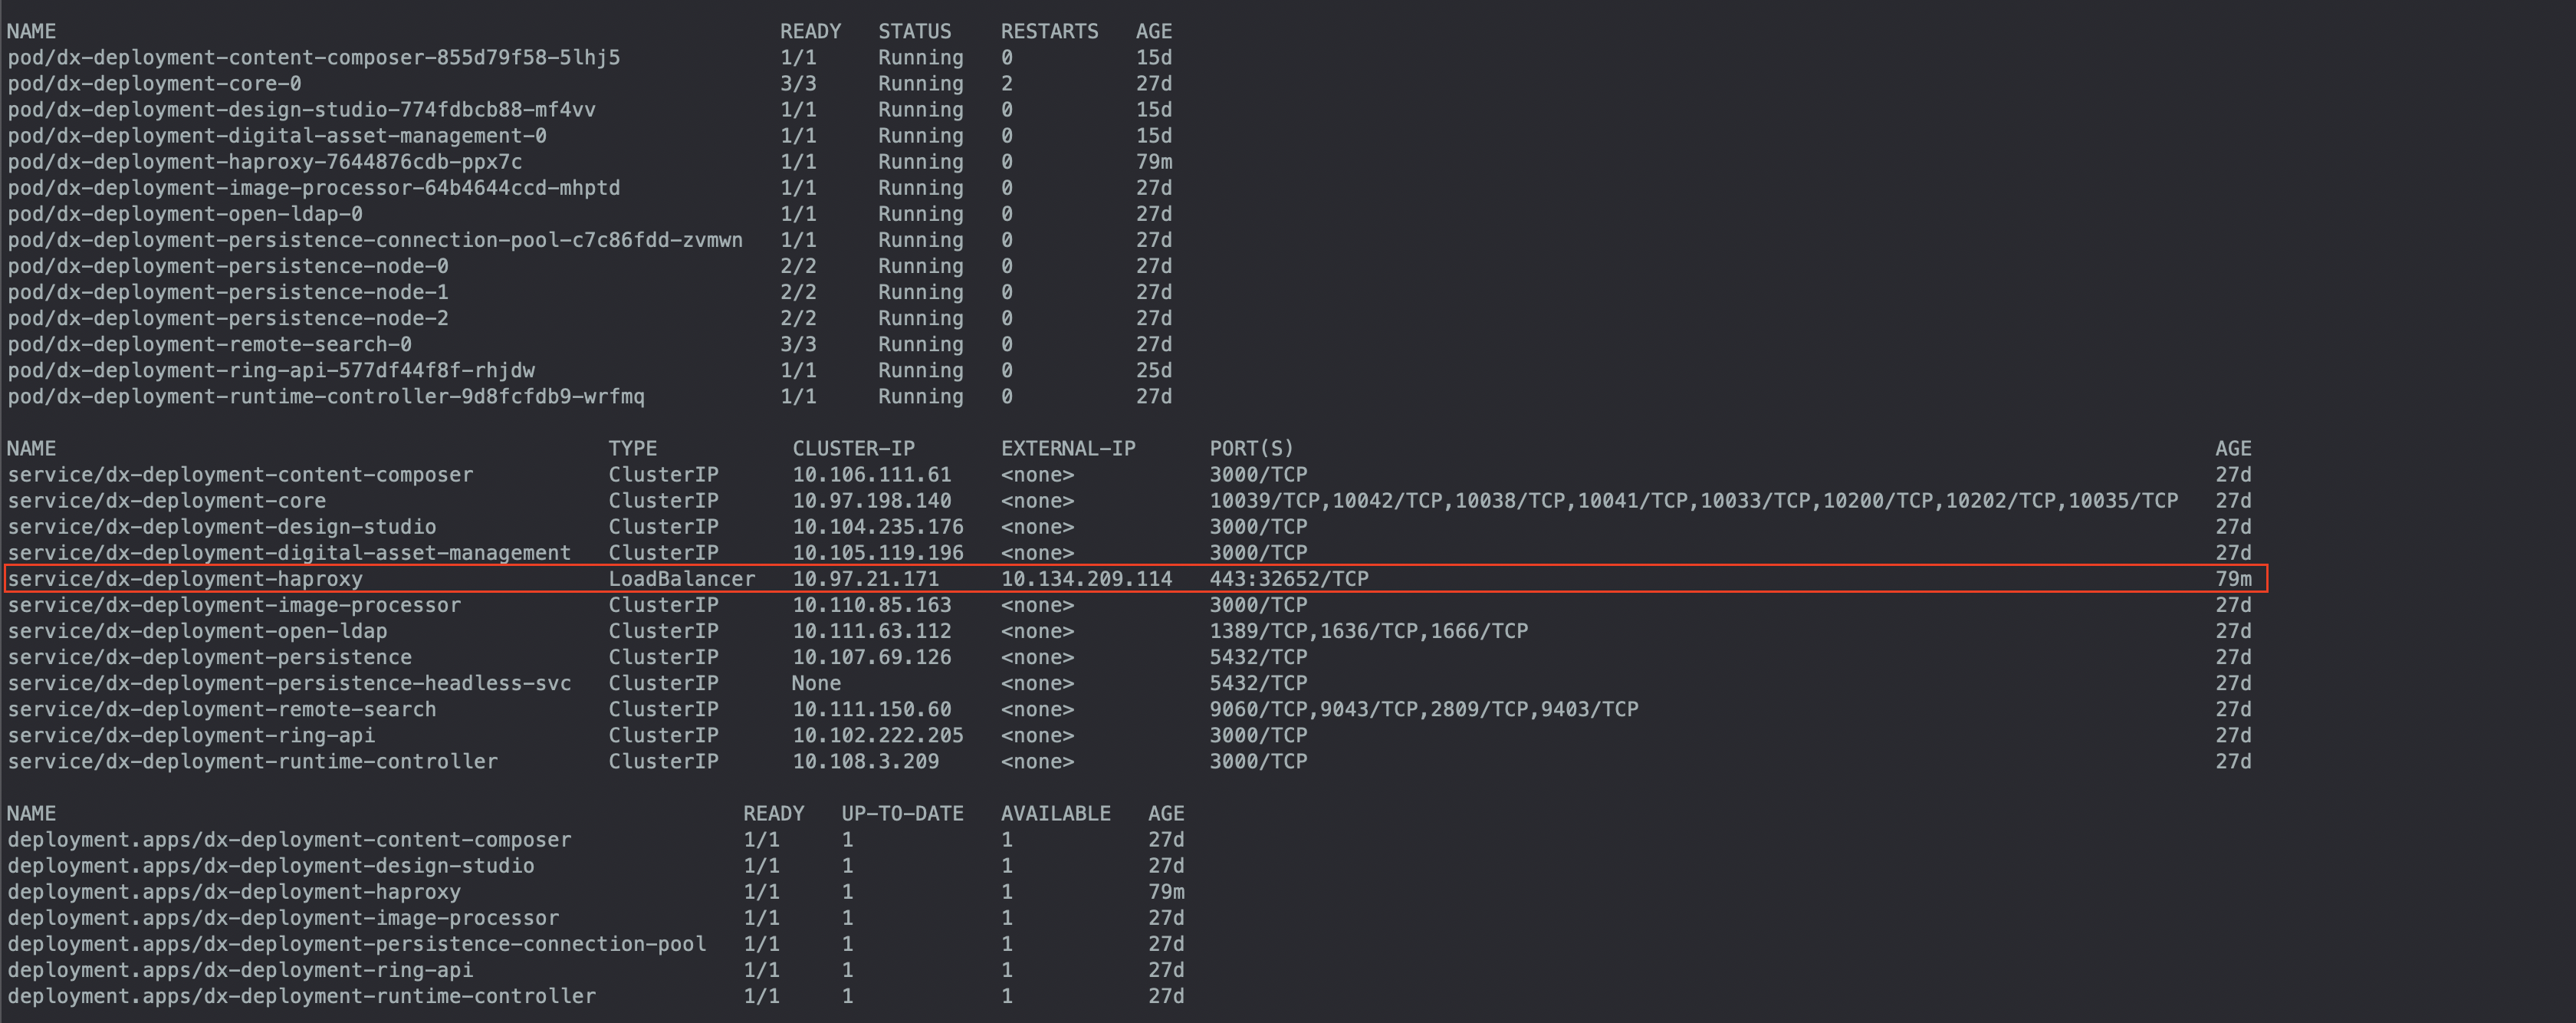 NAME READY STATUS RESTARTS AGE
pod/dx-deployment-content-composer-855d79f58-5lhj5 1/1 Running 0 15d
pod/dx-deployment-core-0 3/3 Running 2 27d
pod/dx-deployment-design-studio-774fdbcb88-mf4vv 1/1 Running 0 15d
pod/dx-deployment-digital-asset-management-0 1/1 Running 0 15d
pod/dx-deployment-haproxy-7644876cdb-ppx7c 1/1 Running 0 79m
pod/dx-deployment-image-processor-64b4644ccd-mhptd 1/1 Running 0 27d
pod/dx-deployment-open-ldap-0 1/1 Running 0 27d
pod/dx-deployment-persistence-connection-pool-c7c86fdd-zvmwn 1/1 Running 0 27d
pod/dx-deployment-persistence-node-0 2/2 Running 0 27d
pod/dx-deployment-persistence-node-1 2/2 Running 0 27d
pod/dx-deployment-persistence-node-2 2/2 Running 0 27d
pod/dx-deployment-remote-search-0 3/3 Running 0 27d
pod/dx-deployment-ring-api-577df44f8f-rhjdw 1/1 Running 0 25d
pod/dx-deployment-runtime-controller-9d8fcfdb9-wrfmq 1/1 Running 0 27d
NAME TYPE CLUSTER-IP EXTERNAL-IP PORT(S) AGE
service/dx-deployment-content-composer ClusterIP 10.106.111.61 <none> 3000/TCP 27d
service/dx-deployment-core ClusterIP 10.97.198.140 <none> 10039/TCP,10042/TCP,10038/TCP,10041/TCP,10033/TCP,10200/TCP,10202/TCP,10035/TCP 27d
service/dx-deployment-design-studio ClusterIP 10.104.235.176 <none> 3000/TCP 27d
service/dx-deployment-digital-asset-management ClusterIP 10.105.119.196 <none> 3000/TCP 27d
service/dx-deployment-haproxy LoadBalancer 10.97.21.171 10.134.209.114 443:32652/TCP 79m
service/dx-deployment-image-processor ClusterIP 10.110.85.163 <none> 3000/TCP 27d
service/dx-deployment-open-ldap ClusterIP 10.111.63.112 <none> 1389/TCP,1636/TCP,1666/TCP 27d
service/dx-deployment-persistence ClusterIP 10.107.69.126 <none> 5432/TCP 27d
service/dx-deployment-persistence-headless-svc ClusterIP None <none> 5432/TCP 27d
service/dx-deployment-remote-search ClusterIP 10.111.150.60 <none> 9060/TCP,9043/TCP,2809/TCP,9403/TCP 27d
service/dx-deployment-ring-api ClusterIP 10.102.222.205 <none> 3000/TCP 27d
service/dx-deployment-runtime-controller ClusterIP 10.108.3.209 <none> 3000/TCP 27d
NAME READY UP-TO-DATE AVAILABLE AGE
deployment.apps/dx-deployment-content-composer 1/1 1 1 27d
deployment.apps/dx-deployment-design-studio 1/1 1 1 27d
deployment.apps/dx-deployment-haproxy 1/1 1 1 79m
deployment.apps/dx-deployment-image-processor 1/1 1 1 27d
deployment.apps/dx-deployment-persistence-connection-pool 1/1 1 1 27d
deployment.apps/dx-deployment-ring-api 1/1 1 1 27d
deployment.apps/dx-deployment-runtime-controller 1/1 1 1 27d